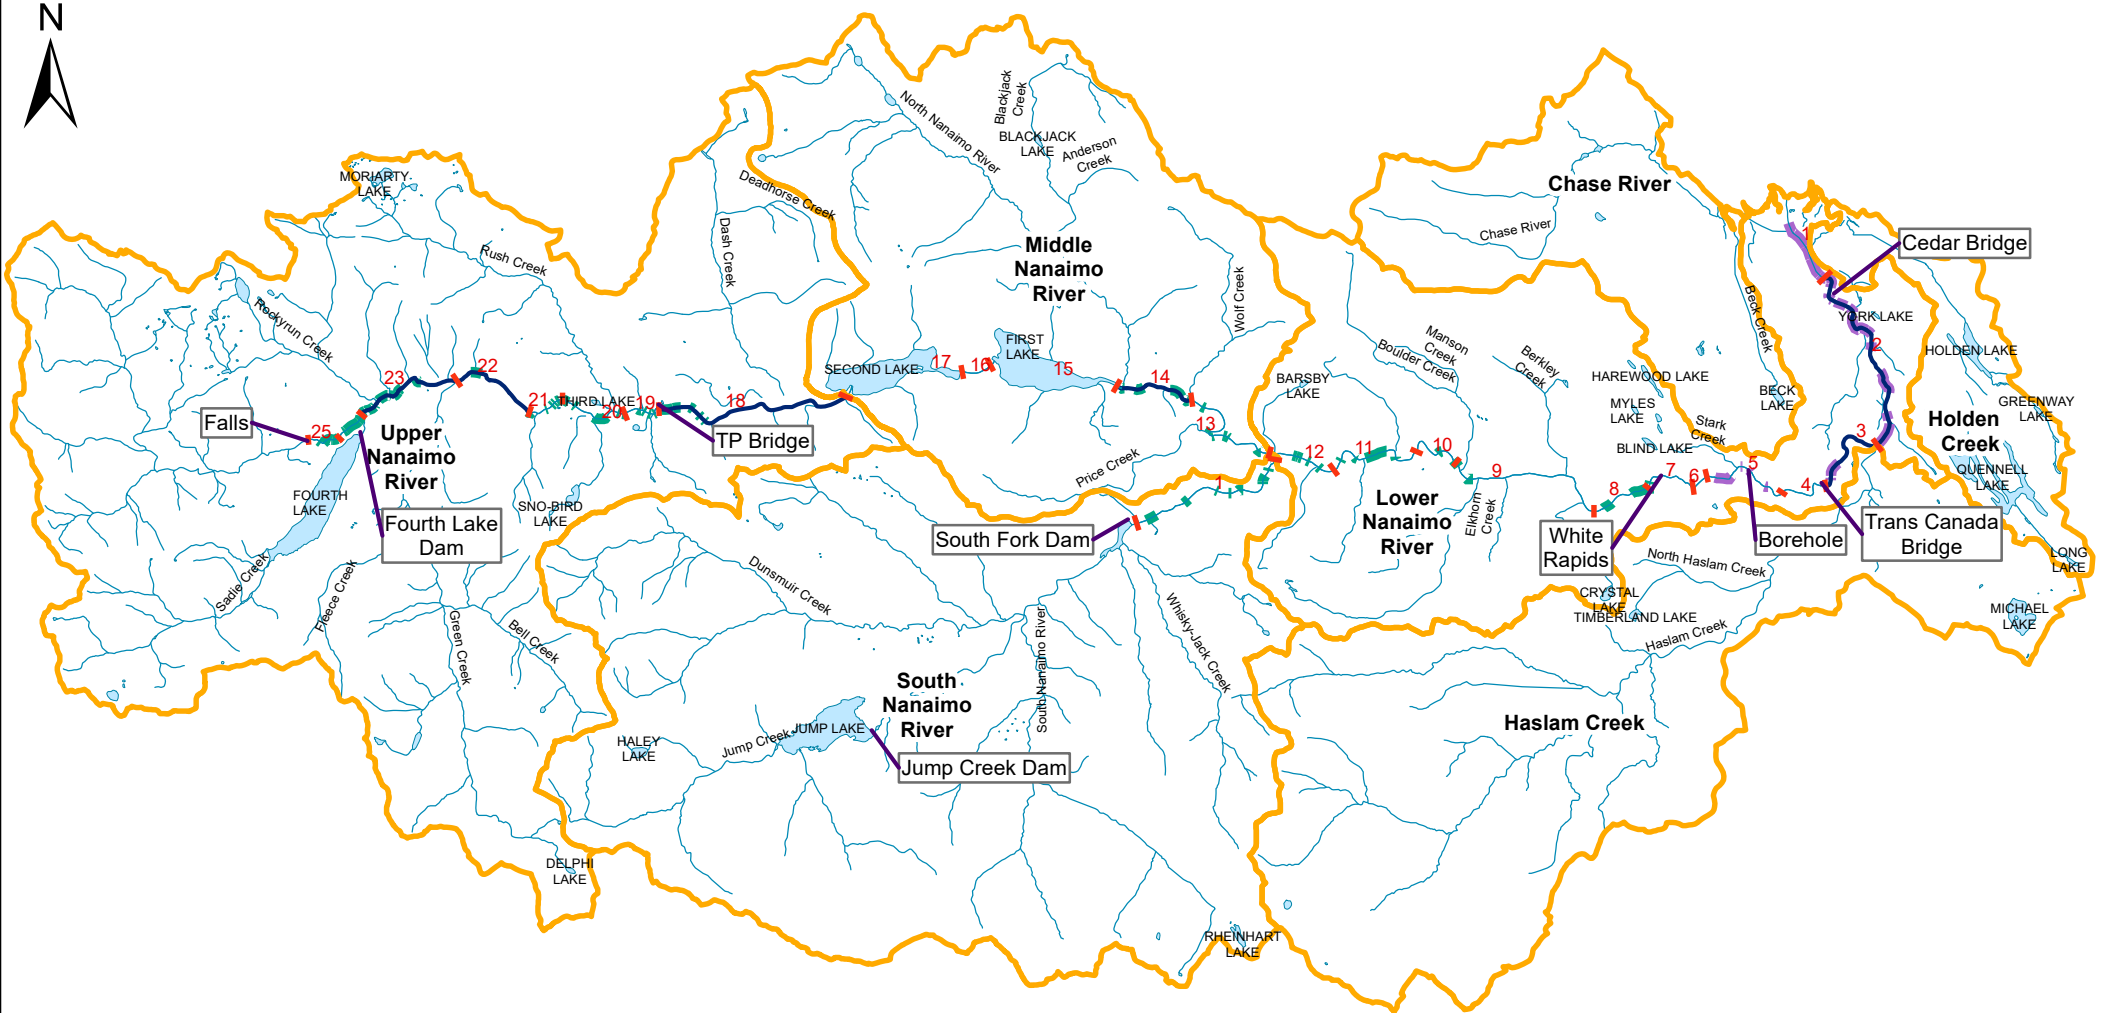 N
MORIARTY
LAKE
Rush Creek
Rockyrun Creek
Deadhorse Creek
Dash Creek
North Nanaimo River
Blackjack
Creek
BLACKJACK
LAKE
Anderson
Creek
Middle
Nanaimo
River
Wolf Creek
Chase River
Chase River
Cedar Bridge
1
Beck Creek
YORK LAKE
2
HOLDEN LAKE
GREENWAY
LAKE
Holden
Creek
QUENNELL
LAKE
LONG
LAKE
MICHAEL
LAKE
Falls
25
23
22
21
THIRD LAKE
20
19
18
TP Bridge
SECOND LAKE
17
16
FIRST
LAKE
15
14
13
Upper
Nanaimo
River
FOURTH
LAKE
Fourth Lake
Dam
SNO-BIRD
LAKE
Sadie Creek
Fleece Creek
Green Creek
Bell Creek
DELPHI
LAKE
Price Creek
1
South Fork Dam
Dunsmuir Creek
Whisky-Jack Creek
South Nanaimo River
South
Nanaimo
River
HALEY
LAKE
Jump Creek
JUMP LAKE
Jump Creek Dam
RHEINHART
LAKE
BARSBY
LAKE
Boulder Creek
Manson
Creek
Berkley
Creek
12
11
10
9
Elkhorn
Creek
Lower
Nanaimo
River
HAREWOOD LAKE
MYLES
LAKE
BLIND LAKE
Stark
Creek
BECK
LAKE
8
7
6
5
4
3
White
Rapids
Borehole
Trans Canada
Bridge
North Haslam Creek
CRYSTAL
LAKE
TIMBERLAND LAKE
Haslam Creek
Haslam Creek